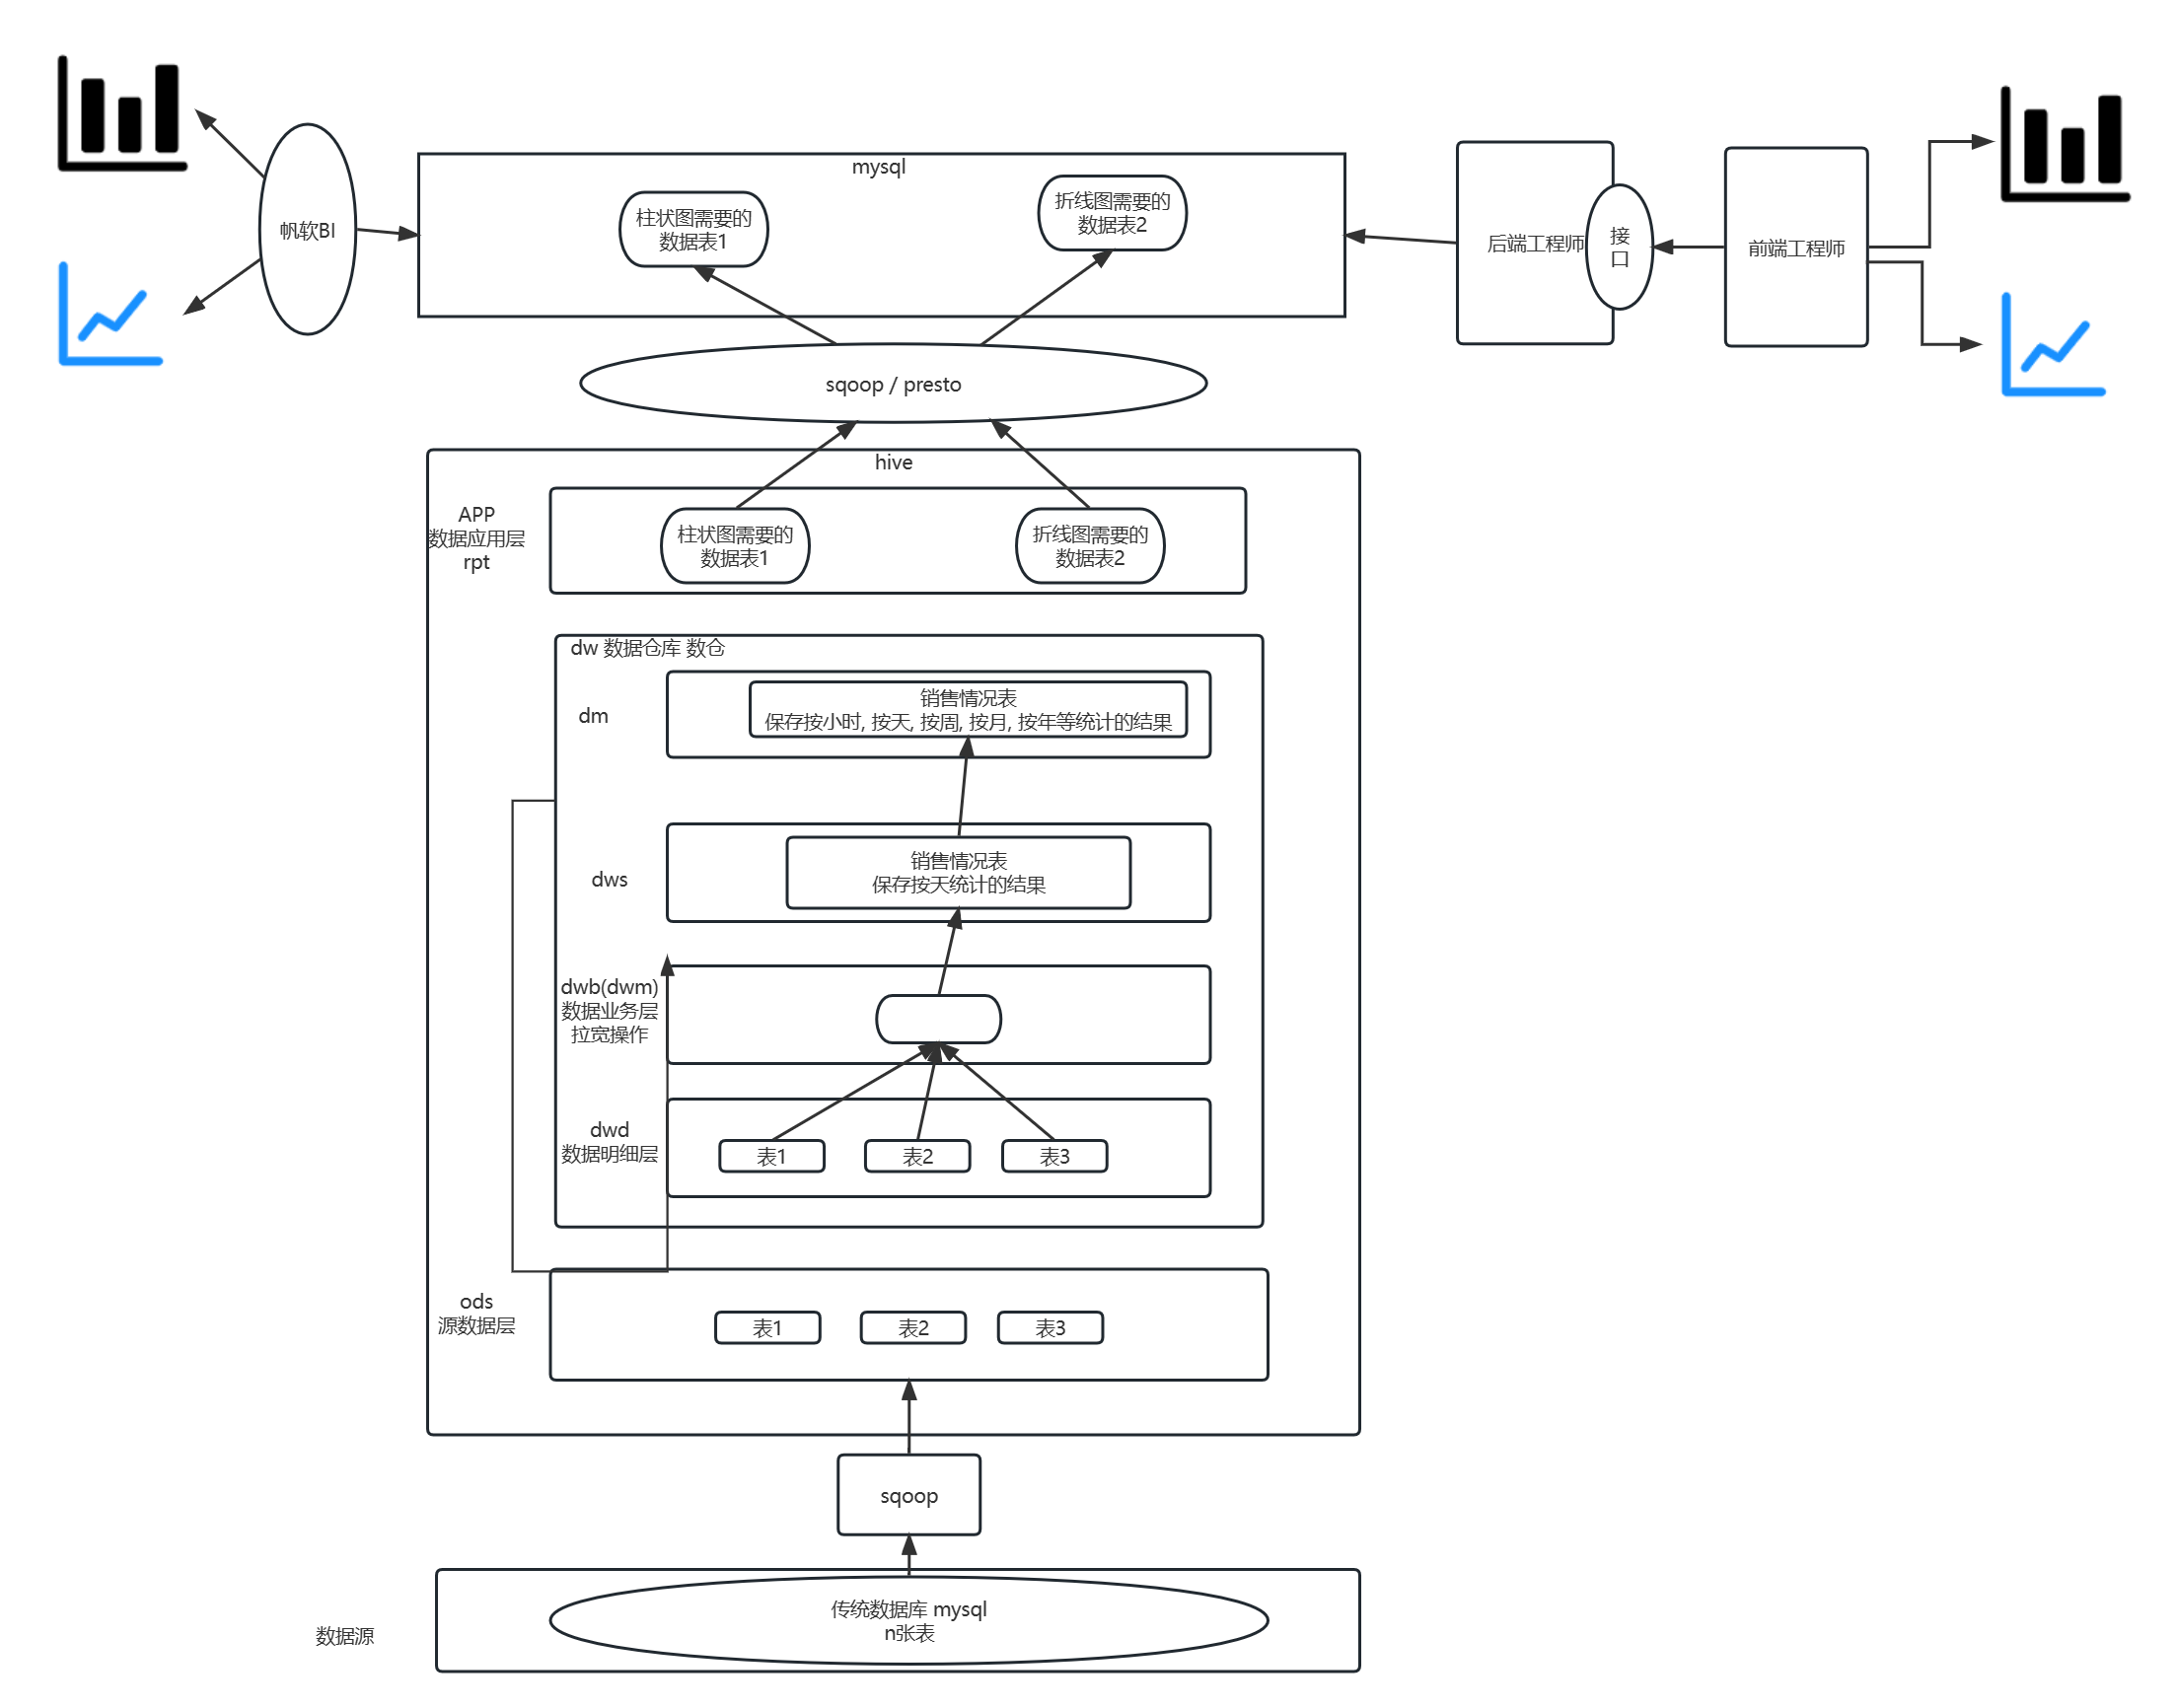 mysql
柱状图需要的
数据表1
折线图需要的
数据表2
帆软BI
后端工程师
接
口
前端工程师
sqoop / presto
hive
APP
数据应用层
rpt
柱状图需要的
数据表1
折线图需要的
数据表2
dw 数据仓库 数仓
dm
销售情况表
保存按小时, 按天, 按周, 按月, 按年等统计的结果
dws
销售情况表
保存按天统计的结果
dwb(dwm)
数据业务层
拉宽操作
dwd
数据明细层
表1
表2
表3
ods
源数据层
表1
表2
表3
sqoop
数据源
传统数据库 mysql
n张表